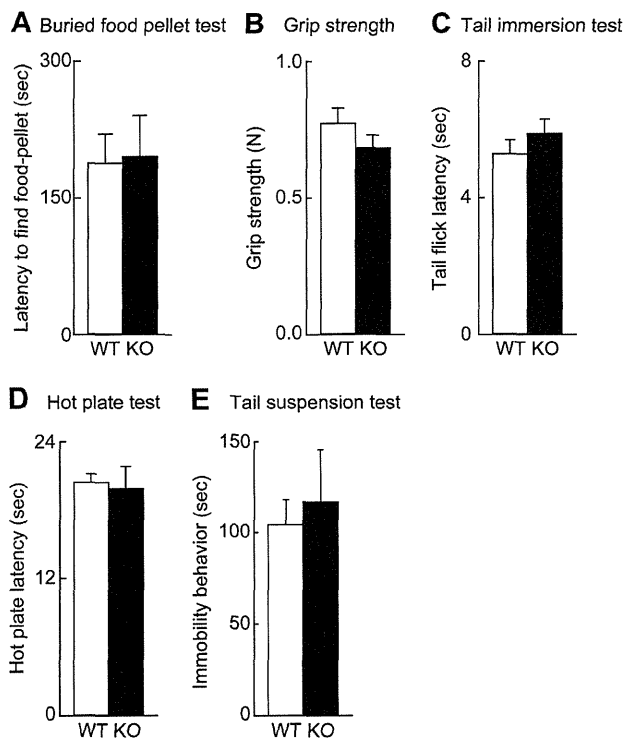 A Buried food pellet test
Latency to find food-pellet (sec)
300
150
0
WT KO
B Grip strength
Grip strength (N)
1.0
0.5
0.0
WT KO
C Tail immersion test
Tail flick latency (sec)
8
4
0
WT KO
D Hot plate test
Hot plate latency (sec)
24
12
0
WT KO
E Tail suspension test
Immobility behavior (sec)
150
100
50
0
WT KO